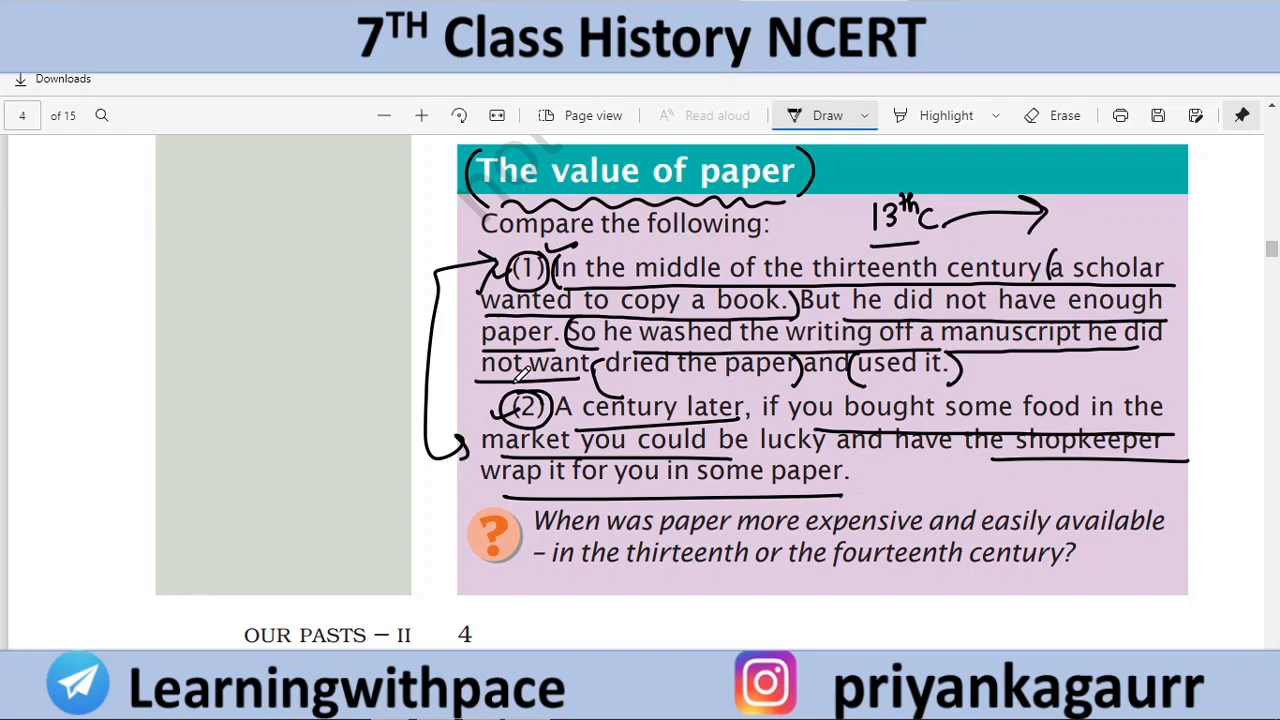 7TH Class History NCERT
Downloads
4 of 15 Page view Read aloud Draw Highlight Erase
not
The value of paper
Compare the following:
13th C
(1) In the middle of the thirteenth century a scholar
wanted to copy a book. But he did not have enough
paper. So he washed the writing off a manuscript he did
not want, dried the paper and used it.
(2) A century later, if you bought some food in the
market you could be lucky and have the shopkeeper
wrap it for you in some paper.
? When was paper more expensive and easily available
– in the thirteenth or the fourteenth century?
OUR PASTS – II 4
Learningwithpace priyankagaurr